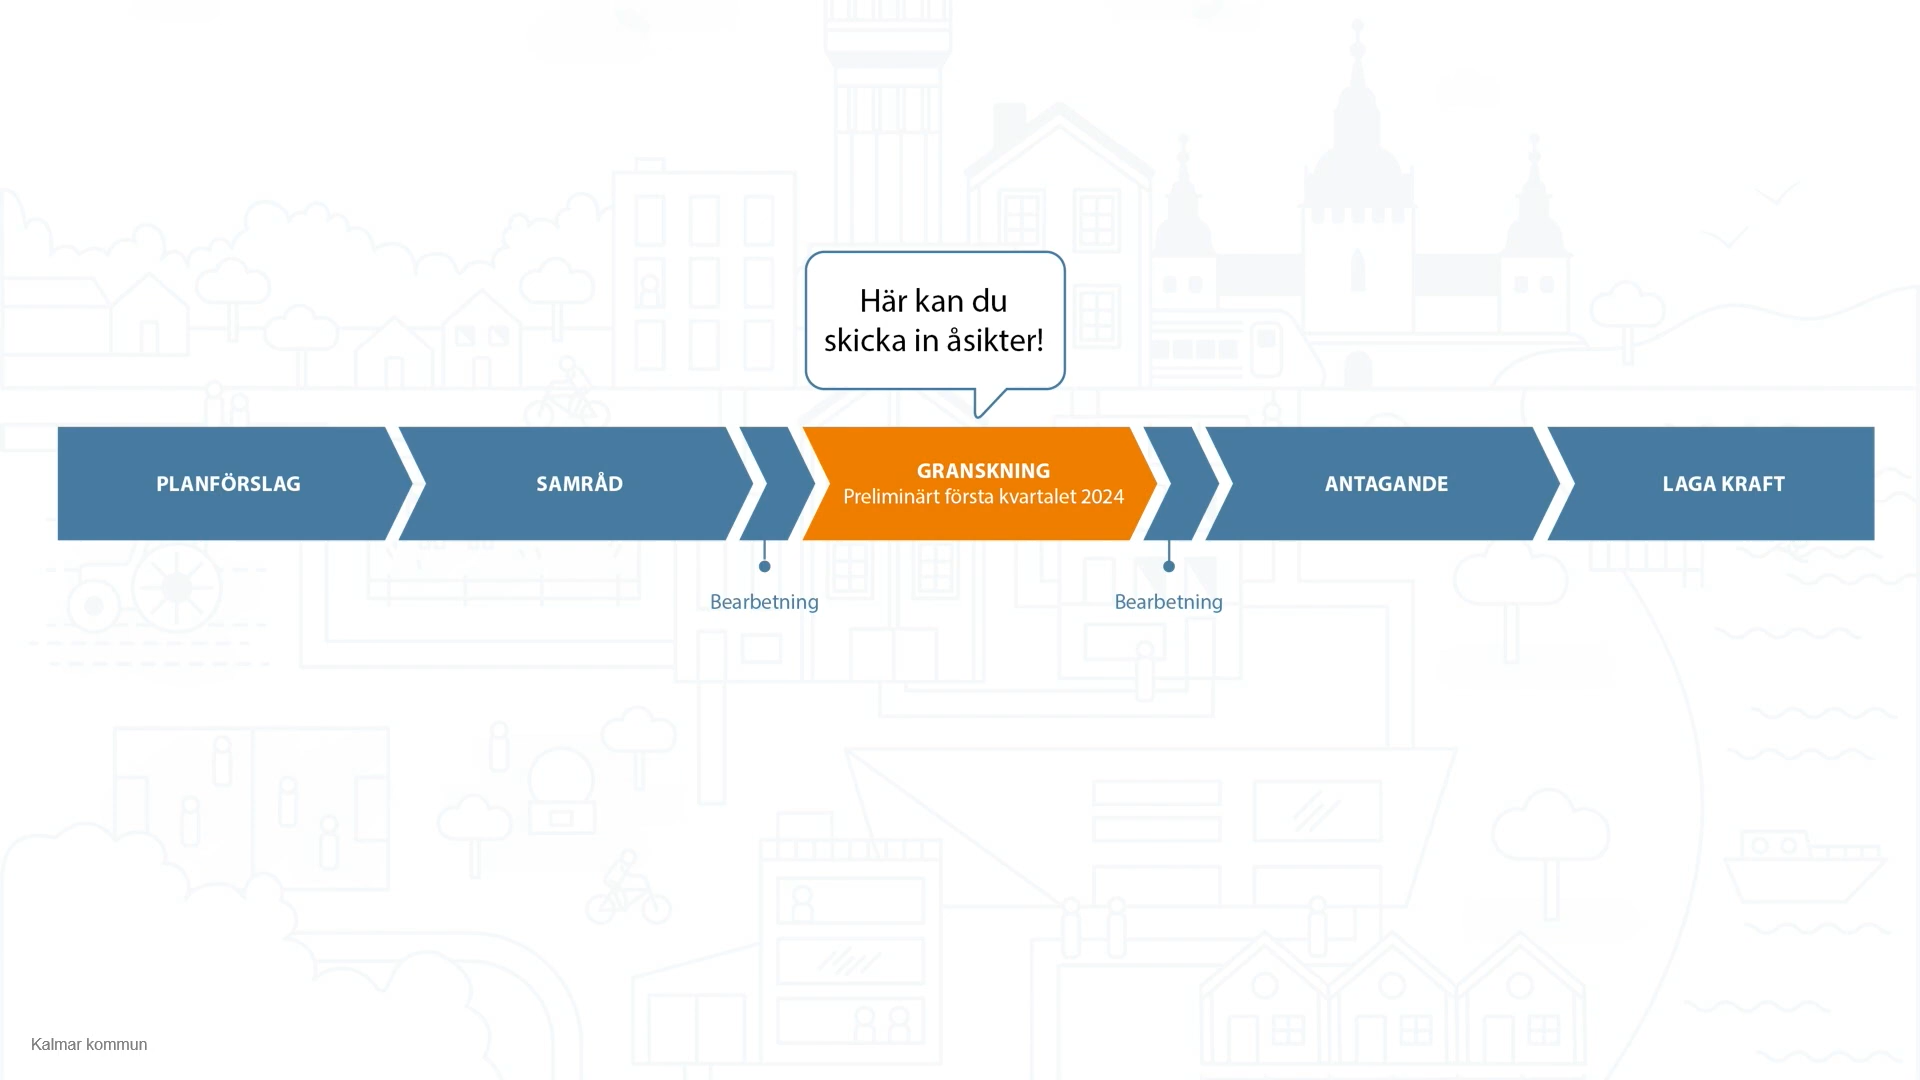 Här kan du
skicka in åsikter!
PLANFÖRSLAG
SAMRÅD
GRANSKNING
Preliminärt första kvartalet 2024
ANTAGANDE
LAGA KRAFT
Bearbetning
Bearbetning
Kalmar kommun